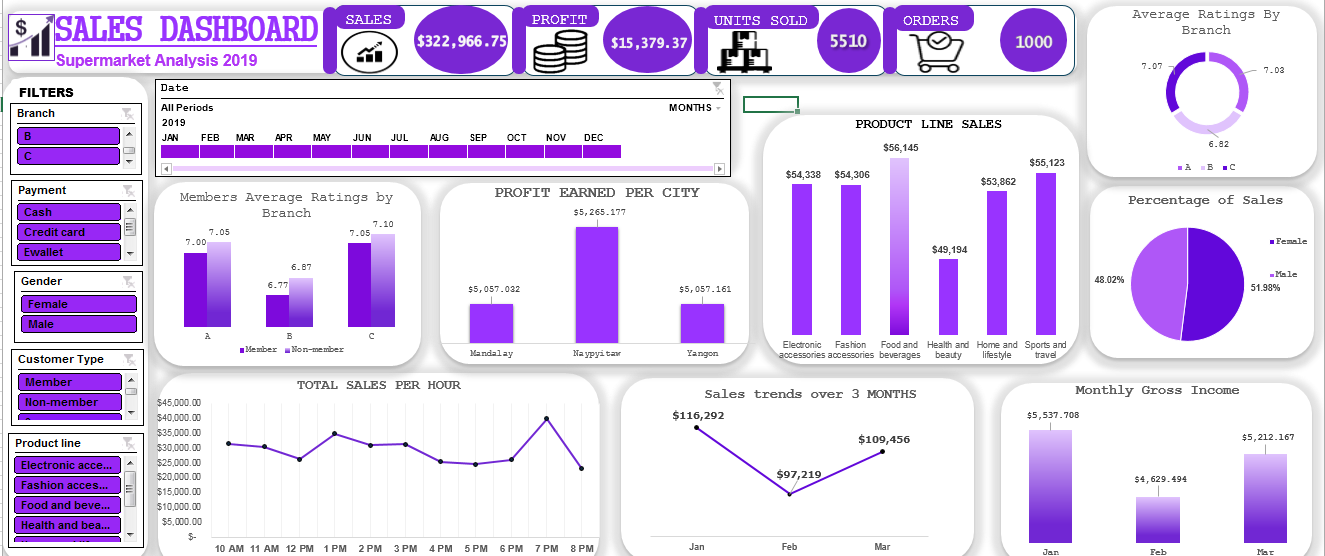 $
SALES DASHBOARD
Supermarket Analysis 2019
SALES
$322,966.75
PROFIT
$15,379.37
UNITS SOLD
5510
ORDERS
1000
FILTERS
Branch
B
C
Payment
Cash
Credit card
Ewallet
Gender
Female
Male
Customer Type
Member
Non-member
Product line
Electronic acce...
Fashion acces...
Food and beve...
Health and bea...
Date
All Periods
MONTHS
2019
JAN FEB MAR APR MAY JUN JUL AUG SEP OCT NOV DEC
Members Average Ratings by
Branch
7.00 7.05
6.77 6.87
7.05 7.10
A B C
Member Non-member
PROFIT EARNED PER CITY
$5,057.032
$5,265.177
$5,057.161
Mandalay Naypyitaw Yangon
PRODUCT LINE SALES
$54,338
$54,306
$56,145
$49,194
$53,862
$55,123
Electronic
accessories
Fashion
accessories
Food and
beverages
Health and
beauty
Home and
lifestyle
Sports and
travel
Average Ratings By
Branch
7.07
7.03
6.82
A B C
Percentage of Sales
Female
Male
48.02%
51.98%
TOTAL SALES PER HOUR
$45,000.00
$40,000.00
$35,000.00
$30,000.00
$25,000.00
$20,000.00
$15,000.00
$10,000.00
$5,000.00
$-
10 AM 11 AM 12 PM 1 PM 2 PM 3 PM 4 PM 5 PM 6 PM 7 PM 8 PM
Sales trends over 3 MONTHS
$116,292
$97,219
$109,456
Jan Feb Mar
Monthly Gross Income
$5,537.708
$4,629.494
$5,212.167
Jan Feb Mar